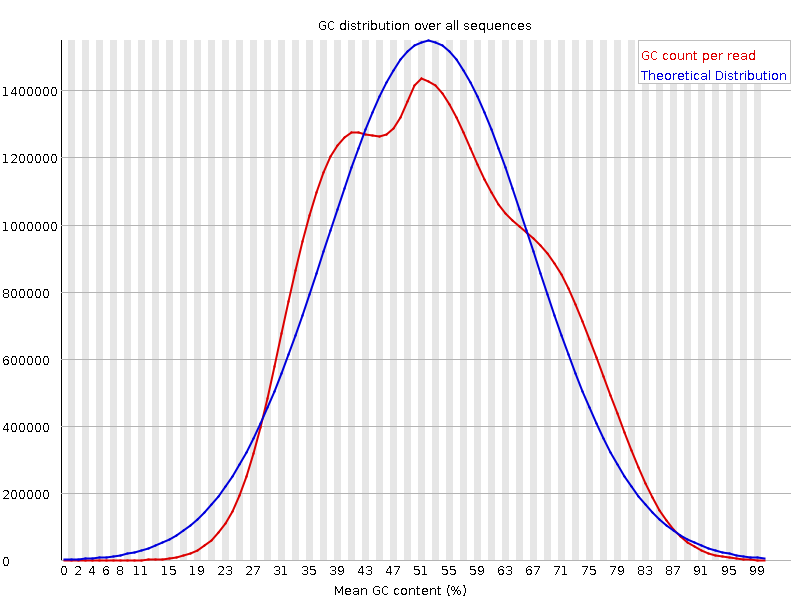 GC distribution over all sequences
GC count per read
Theoretical Distribution
1400000
1200000
1000000
800000
600000
400000
200000
0
0 2 4 6 8 11 15 19 23 27 31 35 39 43 47 51 55 59 63 67 71 75 79 83 87 91 95 99
Mean GC content (%)